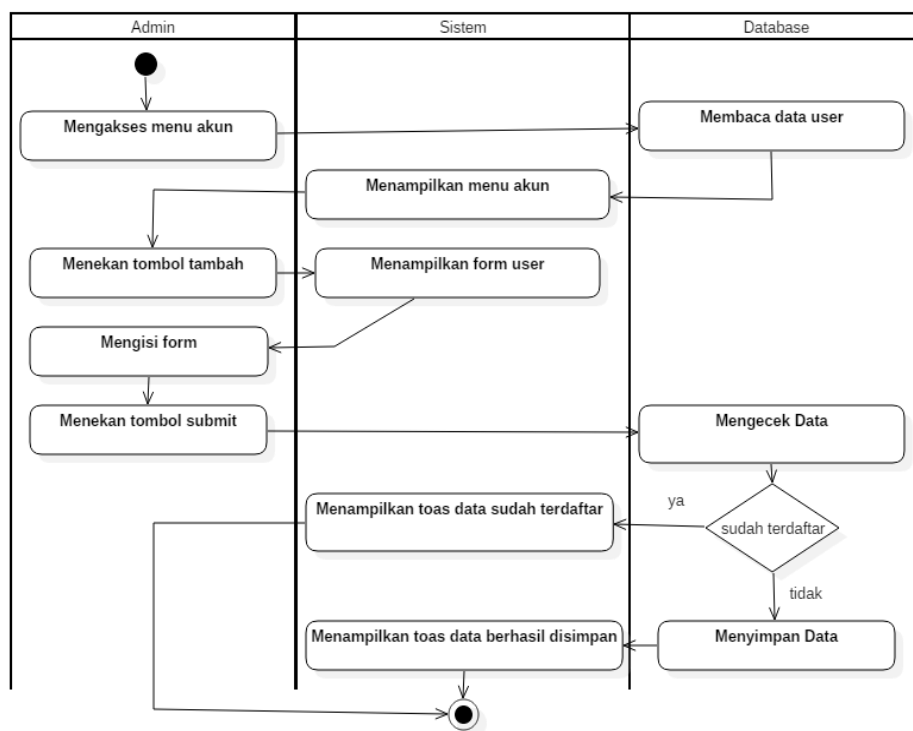 Admin
Sistem
Database
Mengakses menu akun
Membaca data user
Menampilkan menu akun
Menekan tombol tambah
Menampilkan form user
Mengisi form
Menekan tombol submit
Mengecek Data
Menampilkan toas data sudah terdaftar
ya
sudah terdaftar
tidak
Menampilkan toas data berhasil disimpan
Menyimpan Data